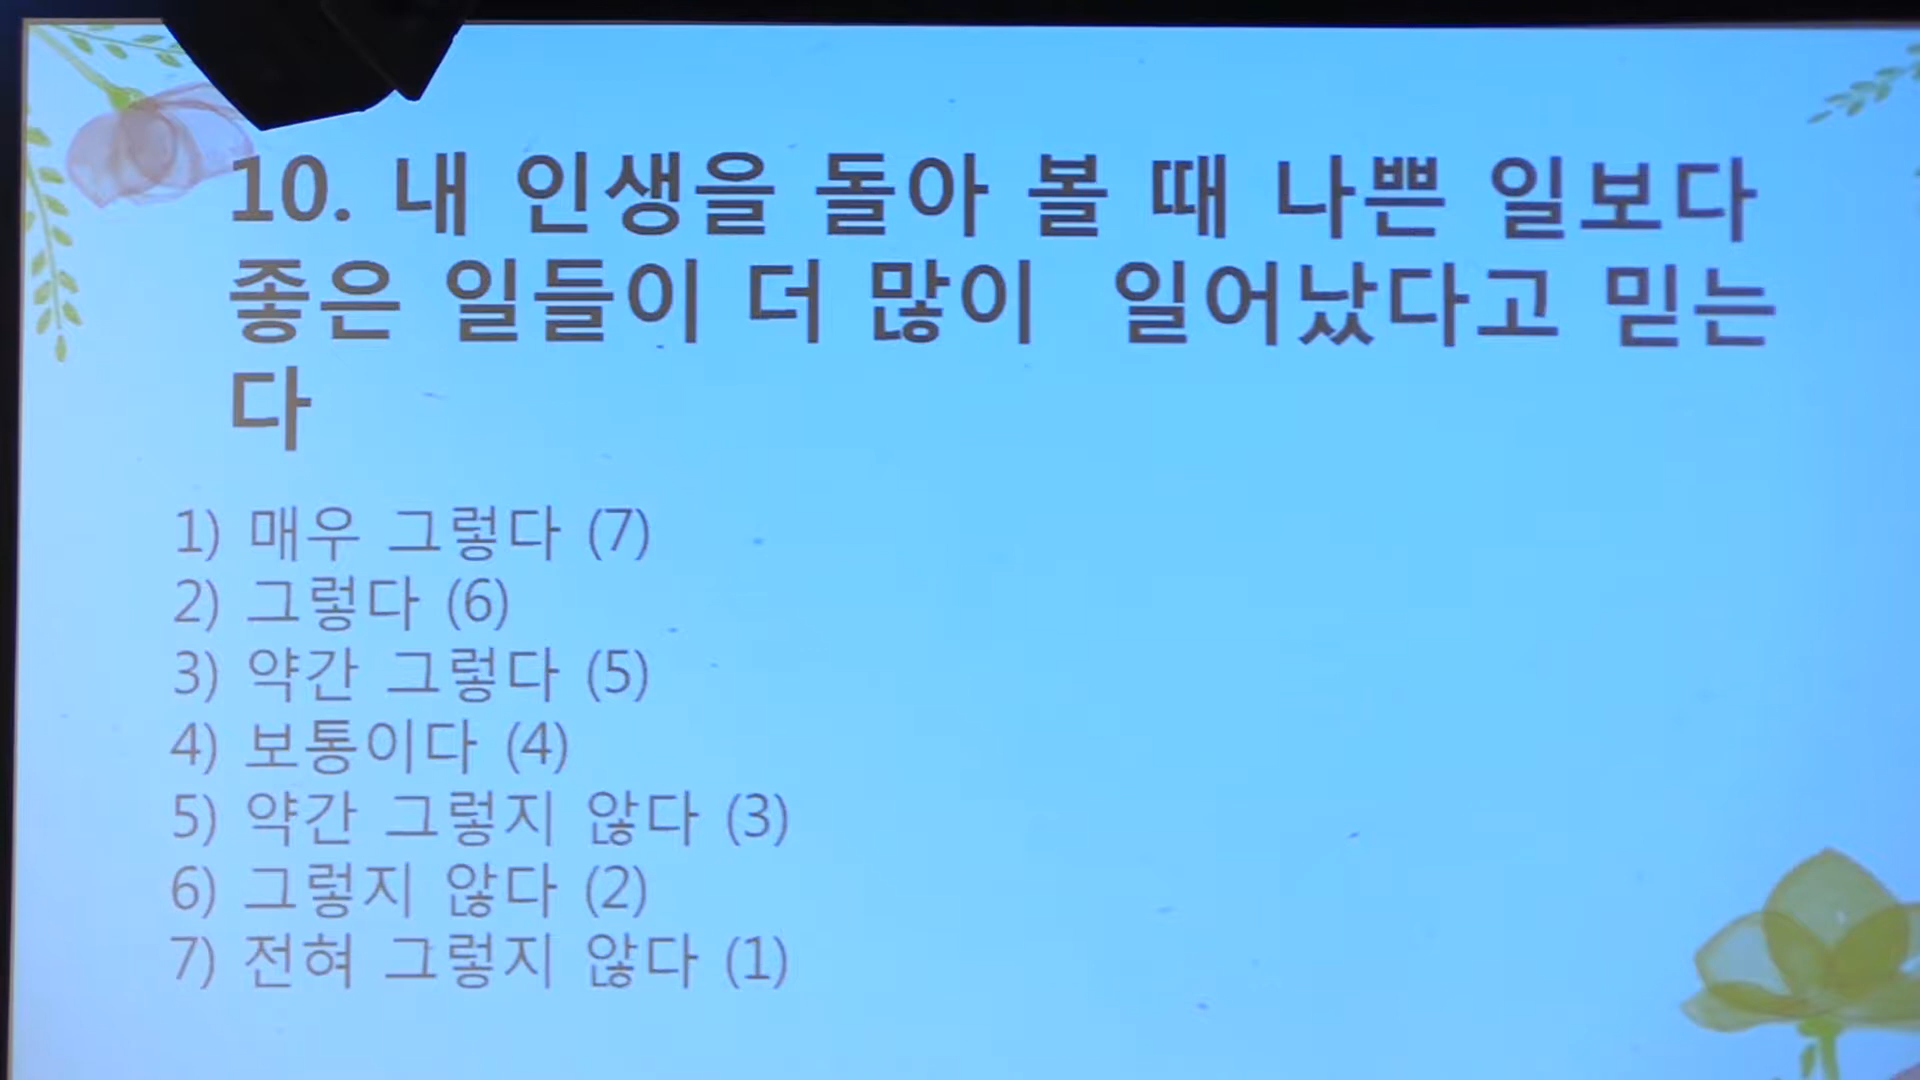 10. 내 인생을 돌아 볼 때 나쁜 일보다
좋은 일들이 더 많이 일어났다고 믿는
다
1) 매우 그렇다 (7)
2) 그렇다 (6)
3) 약간 그렇다 (5)
4) 보통이다 (4)
5) 약간 그렇지 않다 (3)
6) 그렇지 않다 (2)
7) 전혀 그렇지 않다 (1)